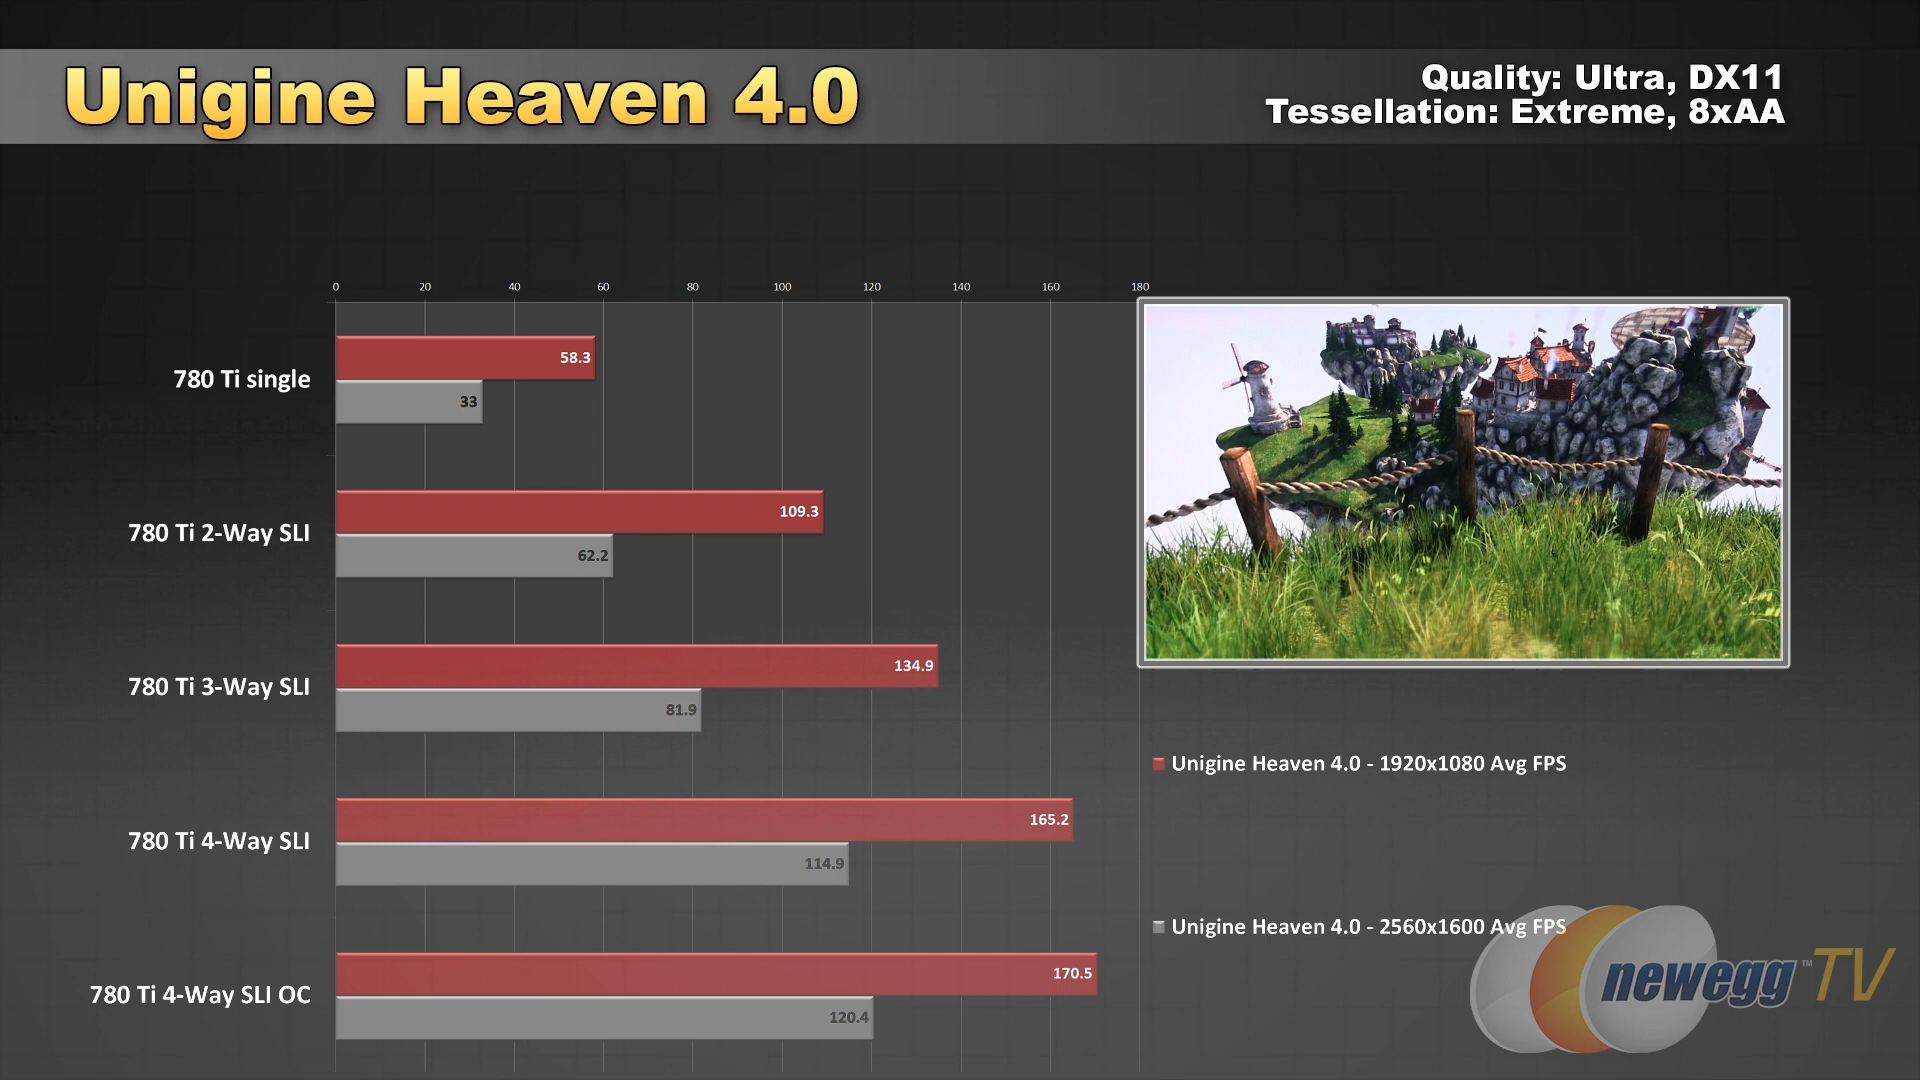 Unigine Heaven 4.0
Quality: Ultra, DX11
Tessellation: Extreme, 8xAA
0 20 40 60 80 100 120 140 160 180
780 Ti single
58.3
33
780 Ti 2-Way SLI
109.3
62.2
780 Ti 3-Way SLI
134.9
81.9
780 Ti 4-Way SLI
165.2
114.9
780 Ti 4-Way SLI OC
170.5
120.4
Unigine Heaven 4.0 - 1920x1080 Avg FPS
Unigine Heaven 4.0 - 2560x1600 Avg FPS
newegg™TV